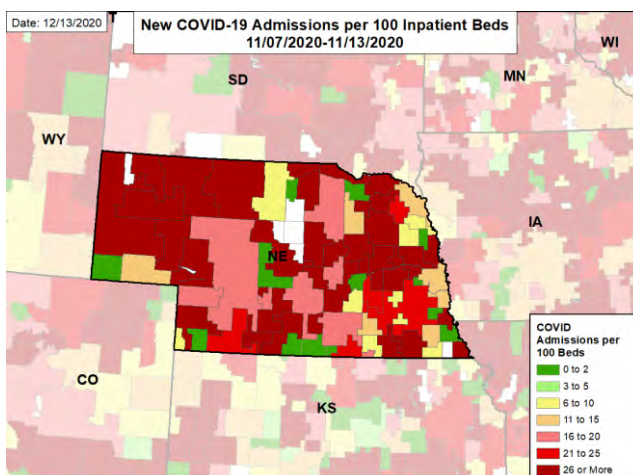 Date: 12/13/2020
New COVID-19 Admissions per 100 Inpatient Beds
11/07/2020-11/13/2020
WI
MN
SD
WY
IA
NE
CO
KS
COVID
Admissions per
100 Beds
0 to 2
3 to 5
6 to 10
11 to 15
16 to 20
21 to 25
26 or More